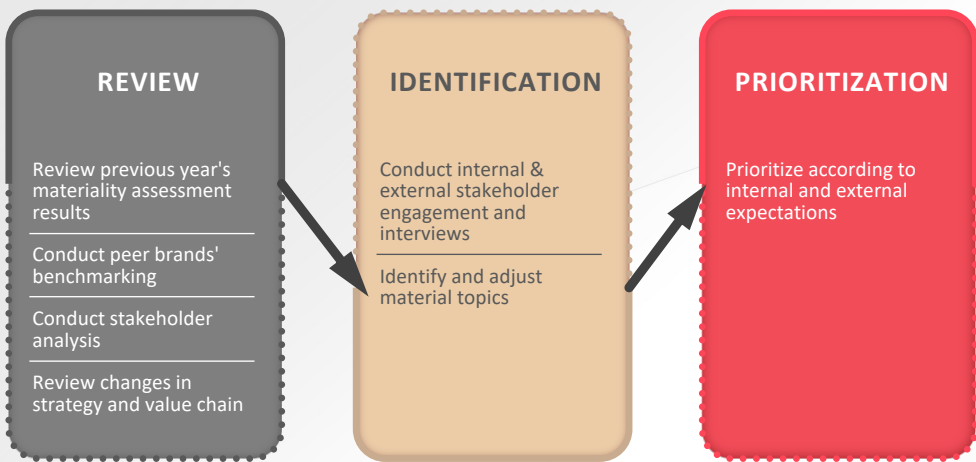 REVIEW
Review previous year's
materiality assessment
results
Conduct peer brands'
benchmarking
Conduct stakeholder
analysis
Review changes in
strategy and value chain
IDENTIFICATION
Conduct internal &
external stakeholder
engagement and
interviews
Identify and adjust
material topics
PRIORITIZATION
Prioritize according to
internal and external
expectations